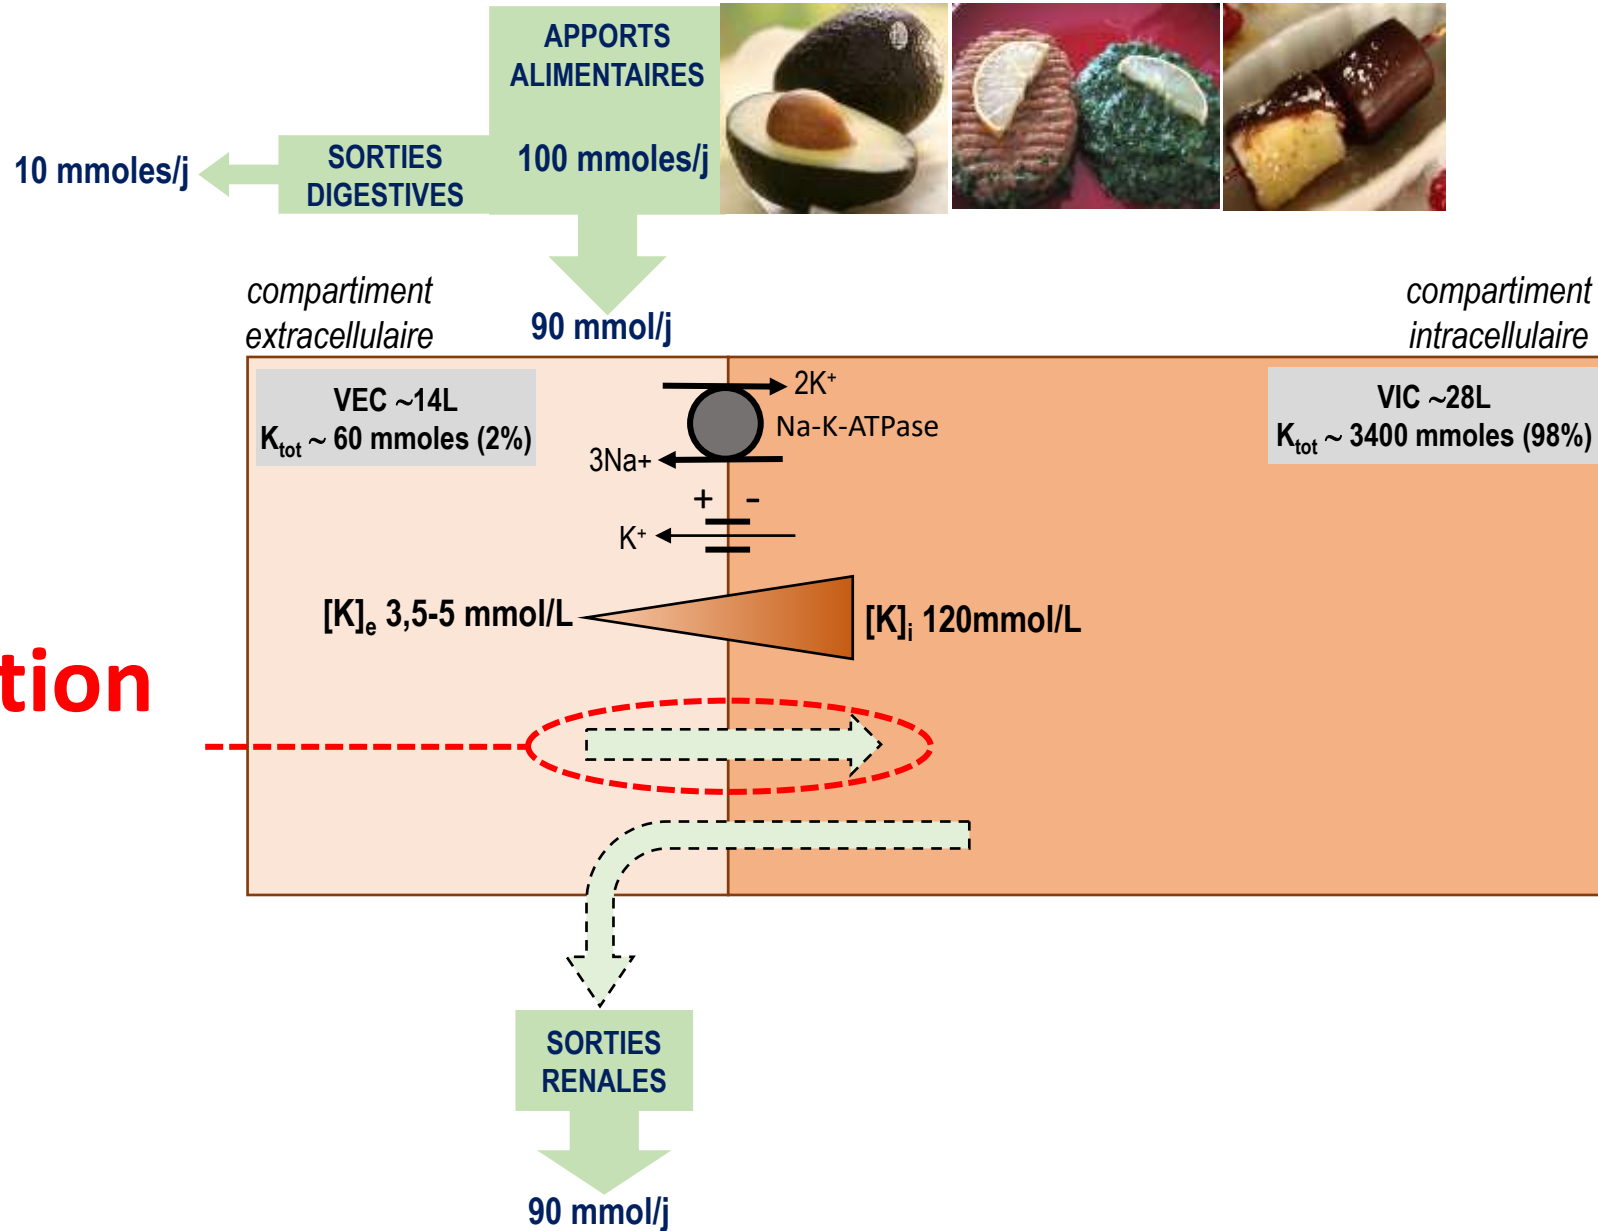 APPORTS
ALIMENTAIRES
100 mmoles/j
SORTIES
DIGESTIVES
10 mmoles/j
90 mmol/j
compartiment
extracellulaire
compartiment
intracellulaire
VEC ~14L
Ktot ~ 60 mmoles (2%)
2K+
Na-K-ATPase
3Na+
VIC ~28L
Ktot ~ 3400 mmoles (98%)
+ -
K+
[K]e 3,5-5 mmol/L
[K]i 120mmol/L
tion
SORTIES
RENALES
90 mmol/j